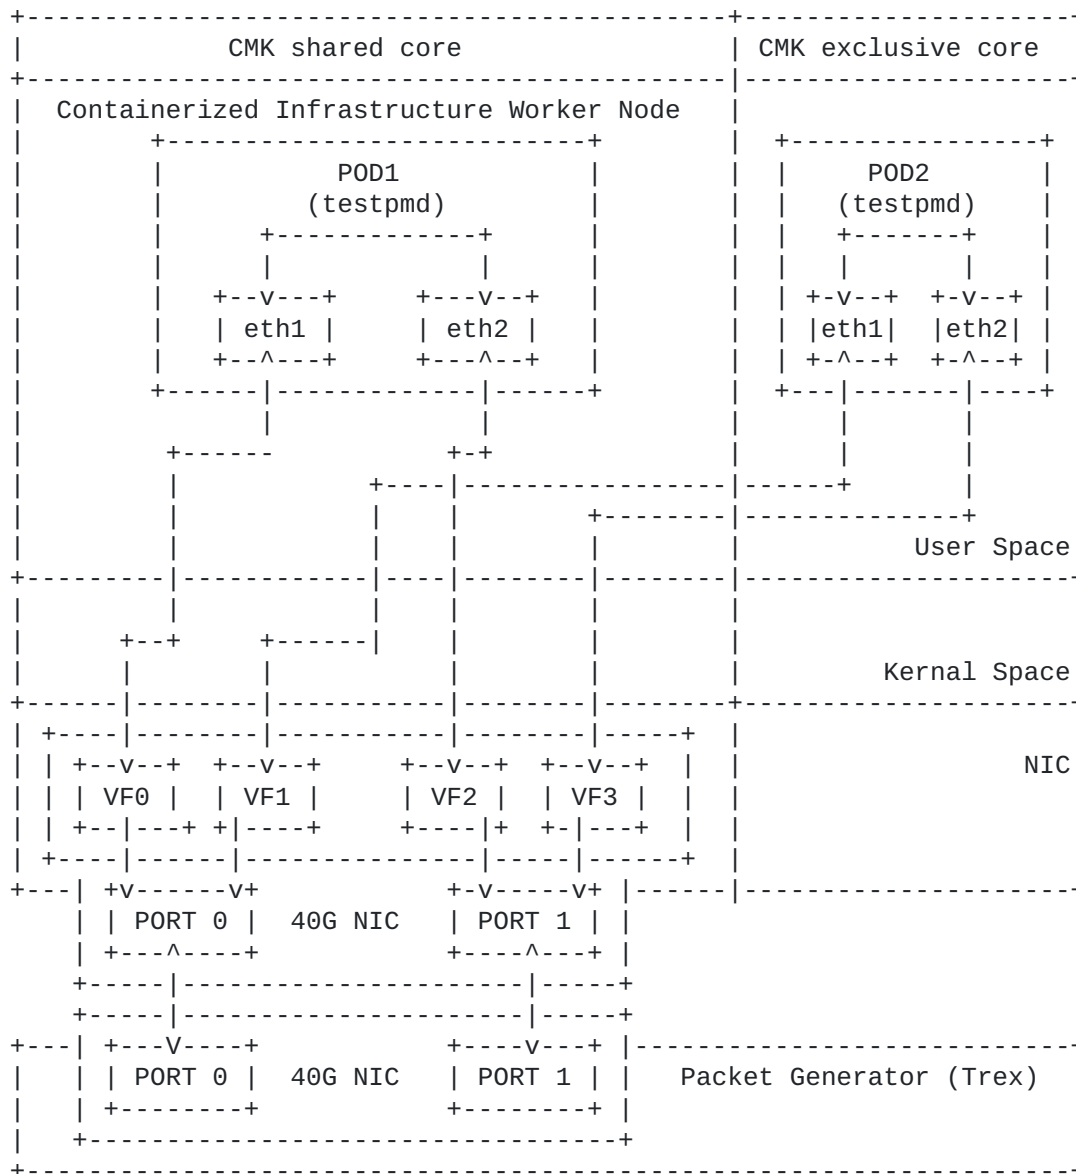 CMK shared core CMK exclusive core
Containerized Infrastructure Worker Node
POD1 POD2
(testpmd) (testpmd)
eth1 eth2 eth1 eth2
User Space
Kernal Space
NIC
VF0 VF1 VF2 VF3
PORT 0 40G NIC PORT 1
PORT 0 40G NIC PORT 1 Packet Generator (Trex)